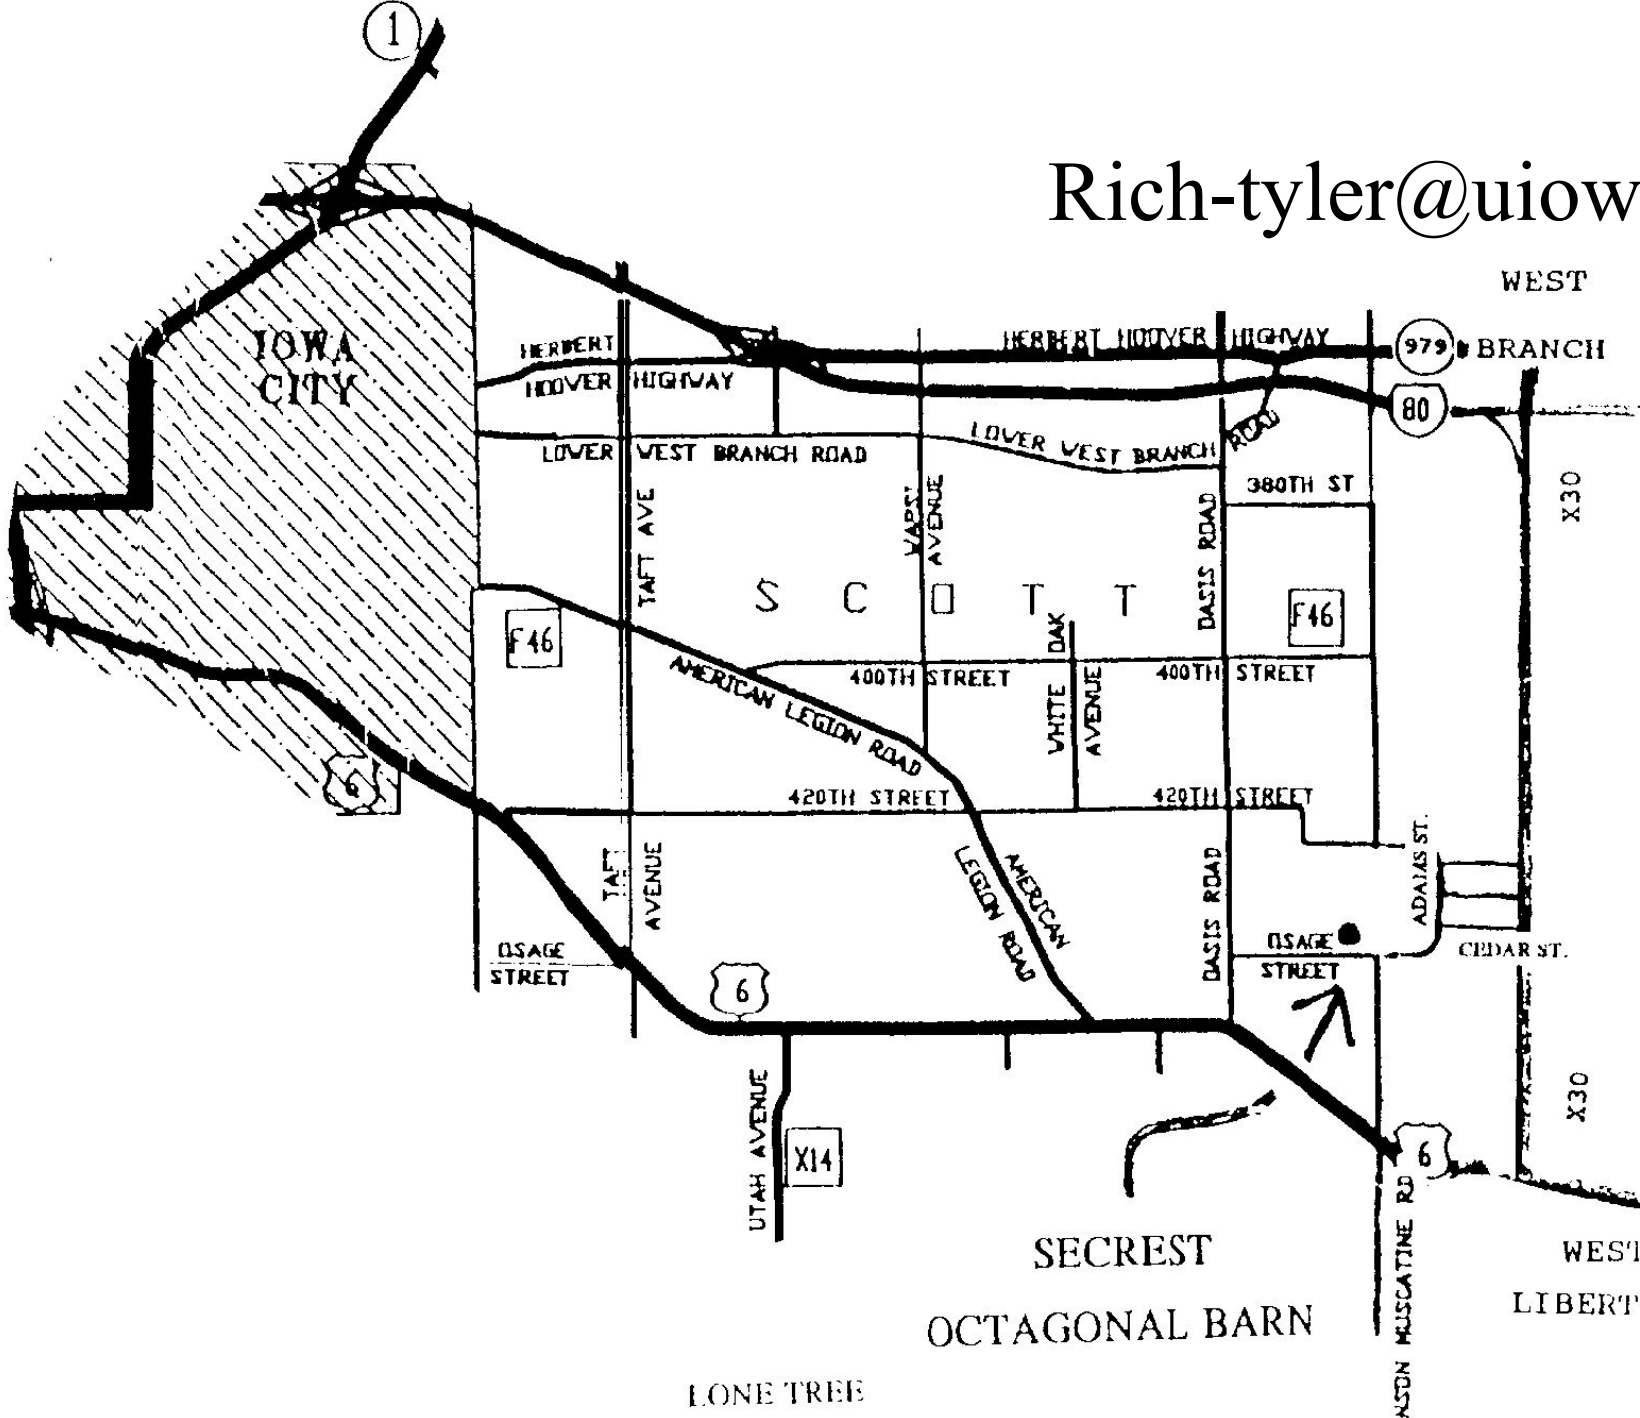 1
Rich-tyler@uiow
WEST
IOWA
CITY
HERBERT
HOOVER HIGHWAY
HERBERT HOOVER HIGHWAY
979
BRANCH
80
LOWER WEST BRANCH ROAD
LOWER WEST BRANCH
ROAD
380TH ST
X30
TAFT AVE
WAPSI
AVENUE
OASIS ROAD
S C O T T
F46
F46
WHITE OAK
AVENUE
400TH STREET
400TH STREET
AMERICAN LEGION ROAD
6
420TH STREET
420TH STREET
TAFT
AVENUE
AMERICAN
LEGION ROAD
OASIS ROAD
ADAMS ST.
OSAGE
STREET
OSAGE
STREET
CEDAR ST.
6
UTAH AVENUE
X14
X30
6
NSON MUSCATINE RD
SECREST
OCTAGONAL BARN
WEST
LIBERT
LONE TREE